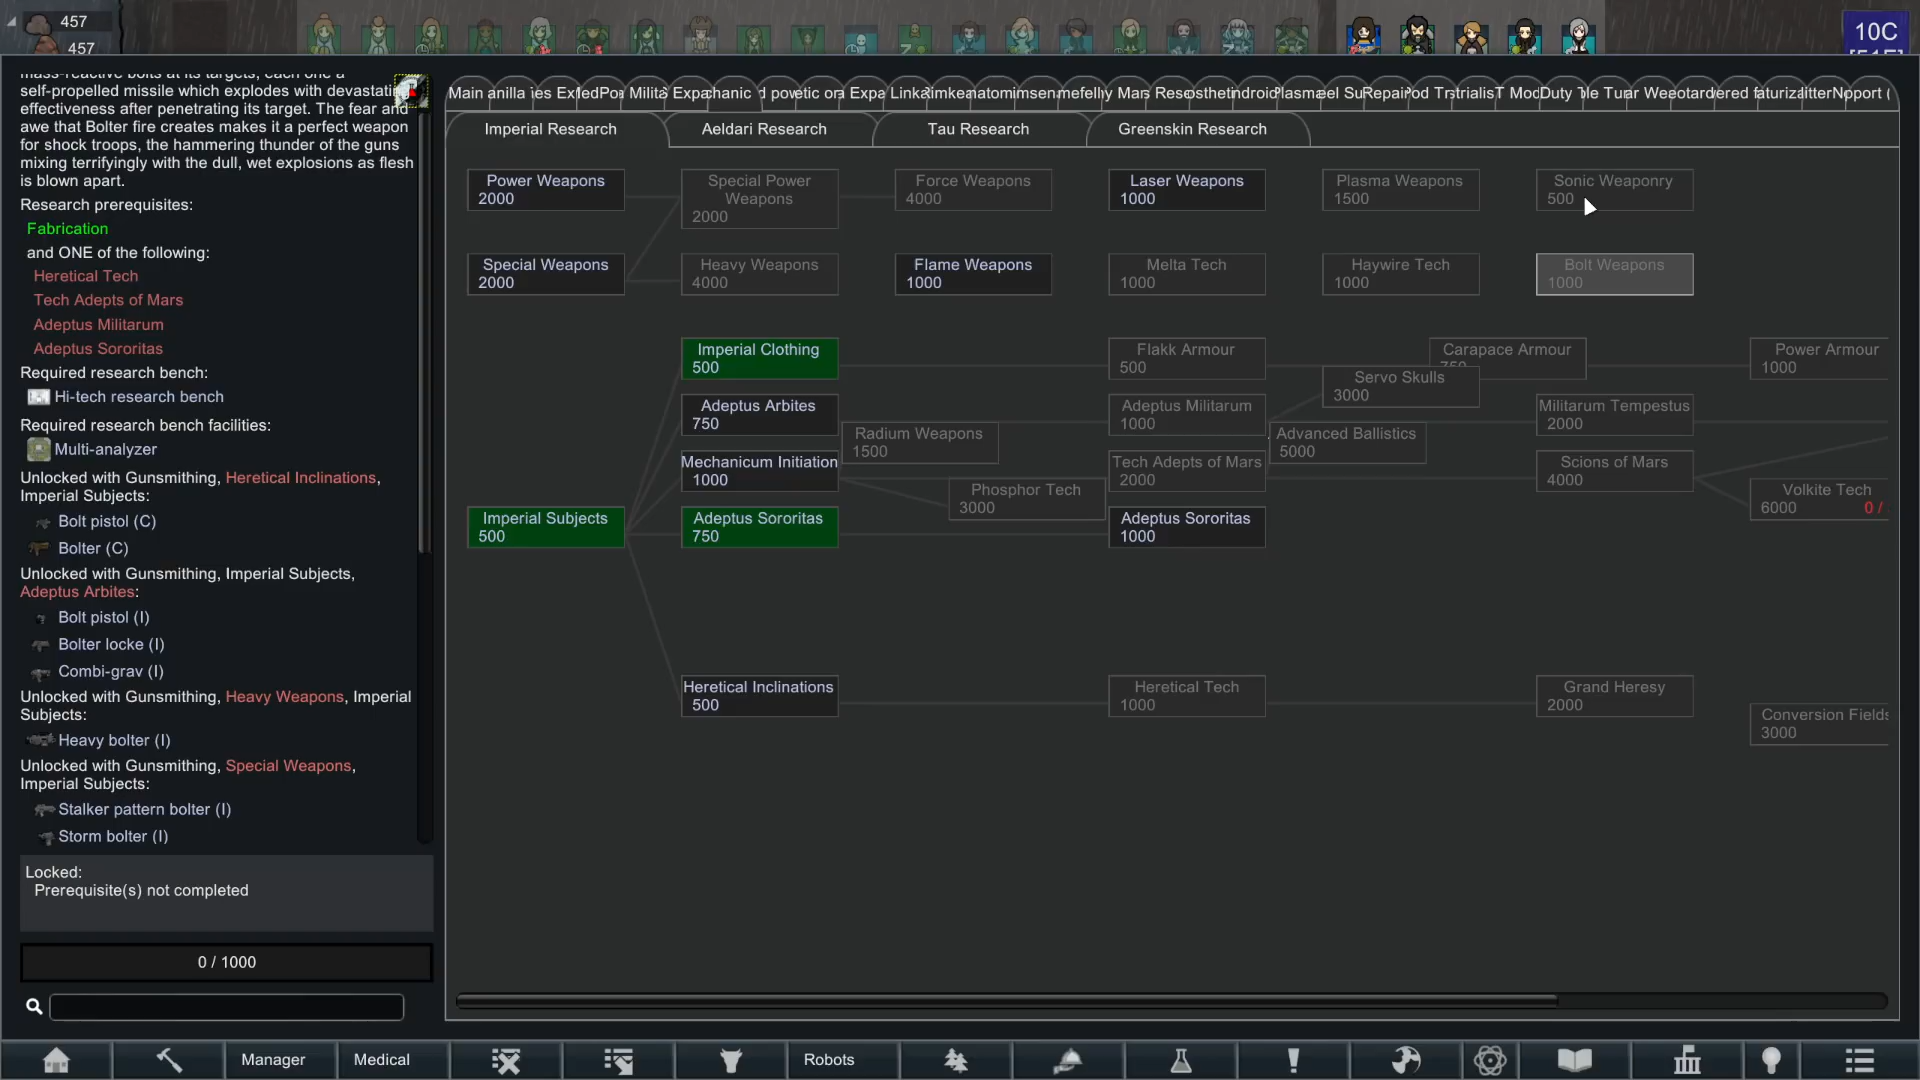 457
457
10C
mass-reactive bolts at its targets, each one a
self-propelled missile which explodes with devastating
effectiveness after penetrating its target. The fear and
awe that Bolter fire creates makes it a perfect weapon
for shock troops, the hammering thunder of the guns
mixing terrifyingly with the dull, wet explosions as flesh
is blown apart.
Research prerequisites:
Fabrication
and ONE of the following:
Heretical Tech
Tech Adepts of Mars
Adeptus Militarum
Adeptus Sororitas
Required research bench:
Hi-tech research bench
Required research bench facilities:
Multi-analyzer
Unlocked with Gunsmithing, Heretical Inclinations,
Imperial Subjects:
Bolt pistol (C)
Bolter (C)
Unlocked with Gunsmithing, Imperial Subjects,
Adeptus Arbites:
Bolt pistol (I)
Bolter locke (I)
Combi-grav (I)
Unlocked with Gunsmithing, Heavy Weapons, Imperial
Subjects:
Heavy bolter (I)
Unlocked with Gunsmithing, Special Weapons,
Imperial Subjects:
Stalker pattern bolter (I)
Storm bolter (I)
Locked:
Prerequisite(s) not completed
0 / 1000
Main
Imperial Research
Aeldari Research
Tau Research
Greenskin Research
Power Weapons
2000
Special Power
Weapons
2000
Force Weapons
4000
Laser Weapons
1000
Plasma Weapons
1500
Sonic Weaponry
500
Special Weapons
2000
Heavy Weapons
4000
Flame Weapons
1000
Melta Tech
1000
Haywire Tech
1000
Bolt Weapons
1000
Imperial Clothing
500
Flakk Armour
500
Carapace Armour
750
Power Armour
1000
Servo Skulls
3000
Adeptus Arbites
750
Adeptus Militarum
1000
Militarum Tempestus
2000
Radium Weapons
1500
Advanced Ballistics
5000
Mechanicum Initiation
1000
Tech Adepts of Mars
2000
Scions of Mars
4000
Phosphor Tech
3000
Volkite Tech
6000 0 /
Imperial Subjects
500
Adeptus Sororitas
750
Adeptus Sororitas
1000
Heretical Inclinations
500
Heretical Tech
1000
Grand Heresy
2000
Conversion Fields
3000
Manager
Medical
Robots